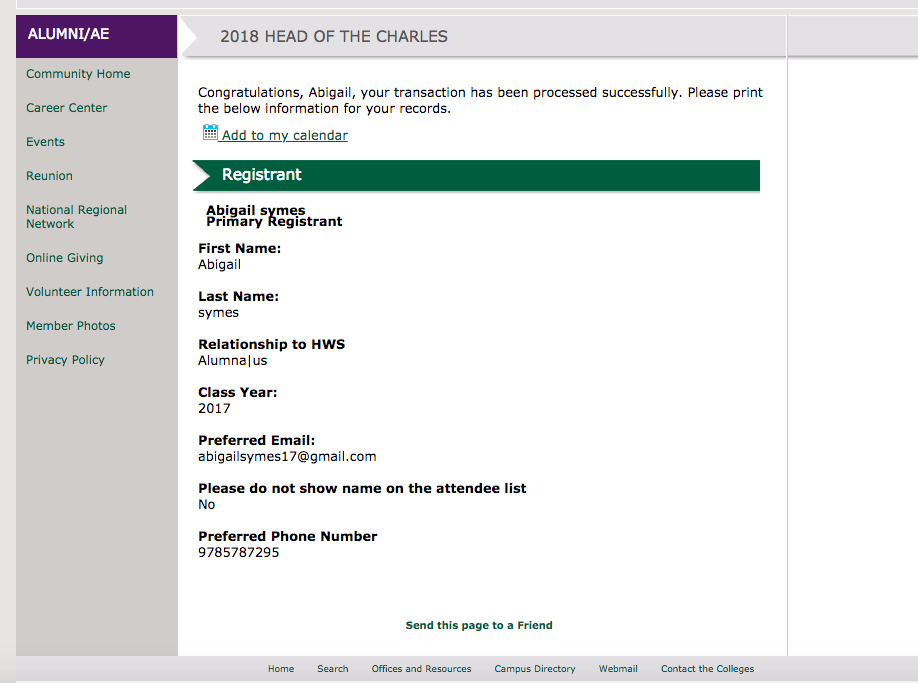 ALUMNI/AE
Community Home
Career Center
Events
Reunion
National Regional
Network
Online Giving
Volunteer Information
Member Photos
Privacy Policy
2018 HEAD OF THE CHARLES
Congratulations, Abigail, your transaction has been processed successfully. Please print
the below information for your records.
Add to my calendar
Registrant
Abigail symes
Primary Registrant
First Name:
Abigail
Last Name:
symes
Relationship to HWS
Alumna|us
Class Year:
2017
Preferred Email:
abigailsymes17@gmail.com
Please do not show name on the attendee list
No
Preferred Phone Number
9785787295
Send this page to a Friend
Home Search Offices and Resources Campus Directory Webmail Contact the Colleges